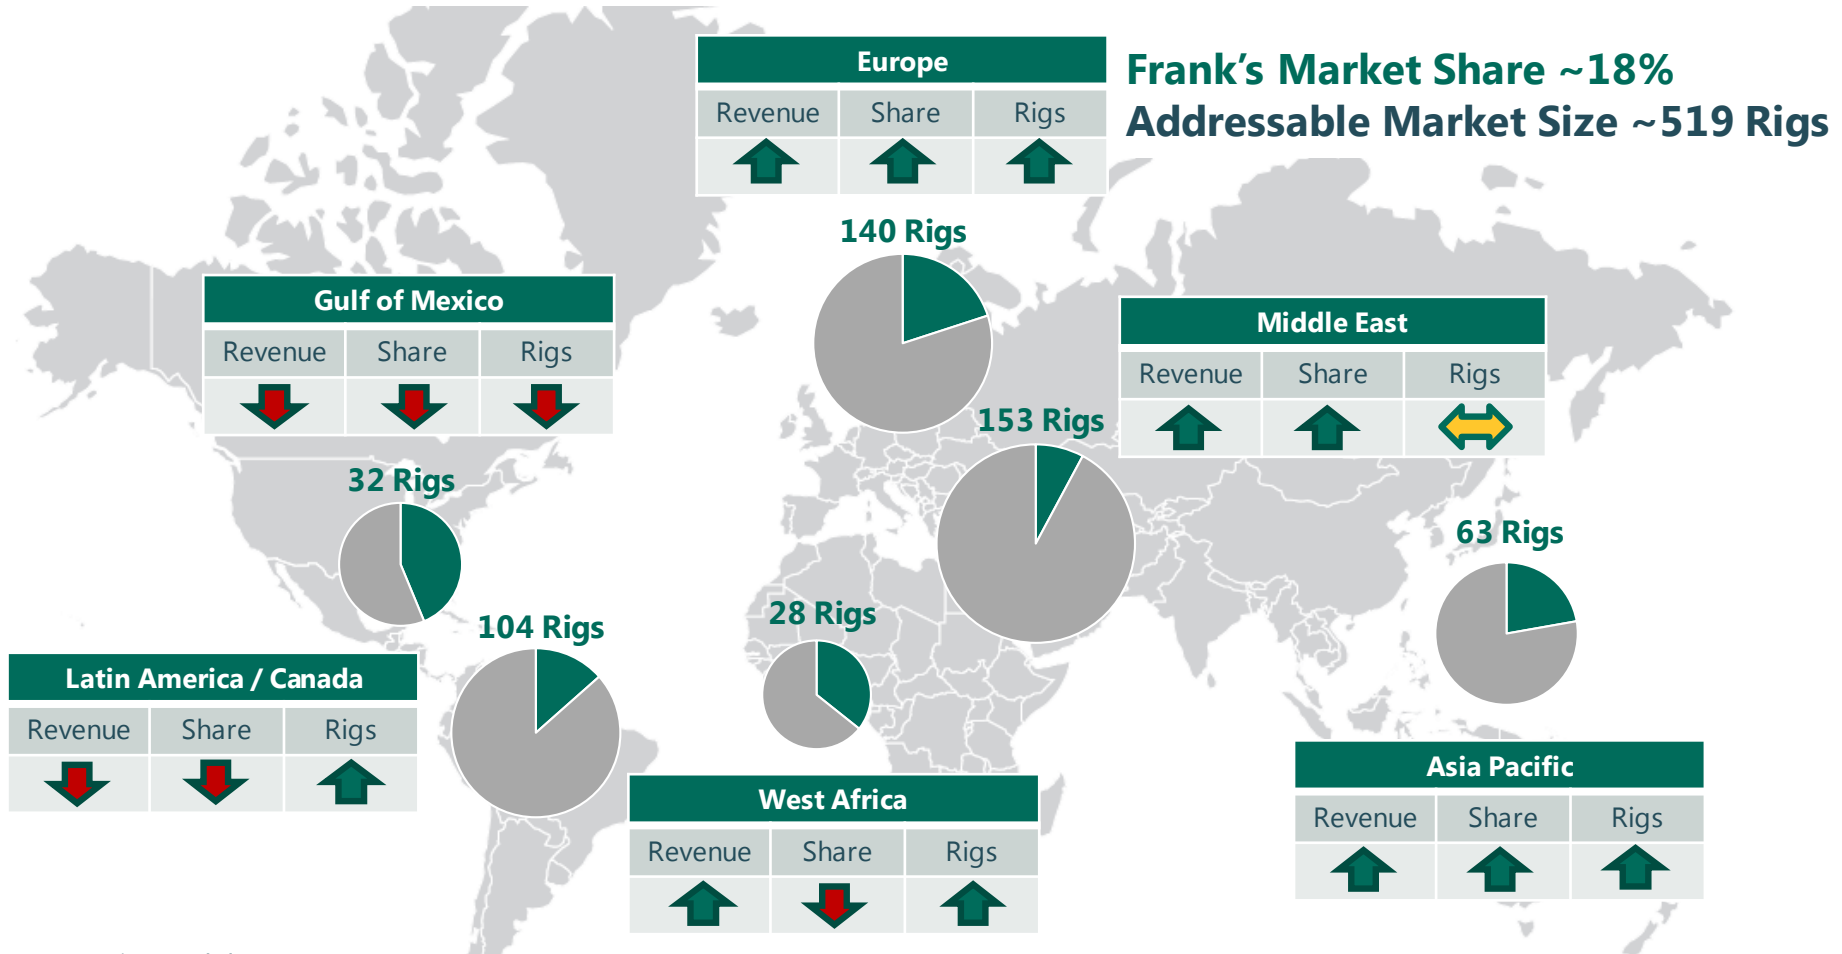 Frank’s Market Share ~18%
Addressable Market Size ~519 Rigs
Europe
Revenue Share Rigs
140 Rigs
Gulf of Mexico
Revenue Share Rigs
32 Rigs
Middle East
Revenue Share Rigs
153 Rigs
63 Rigs
104 Rigs
28 Rigs
Latin America / Canada
Revenue Share Rigs
West Africa
Revenue Share Rigs
Asia Pacific
Revenue Share Rigs